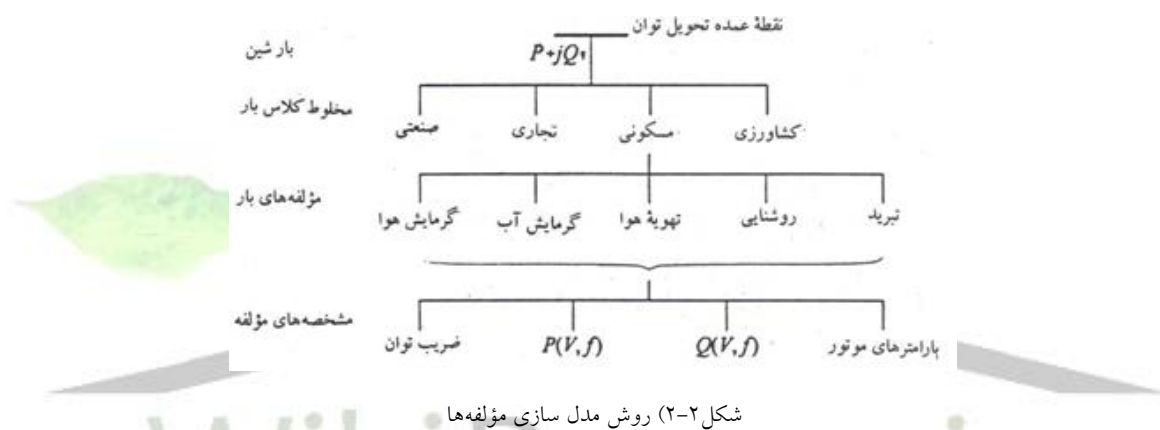 نقطهٔ عمده تحویل توان
بار شین
P+jQ،
مخلوط کلاس بار
صنعتی تجاری مسکونی کشاورزی
مؤلفه‌های بار
گرمایش هوا گرمایش آب تهویهٔ هوا روشنایی تبرید
مشخصه‌های مؤلفه
ضریب توان P(V,f) Q(V,f) پارامترهای موتور
شکل۲-۲) روش مدل سازی مؤلفه‌ها